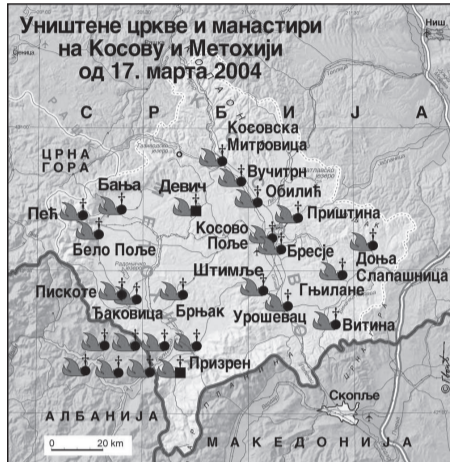 Уништене цркве и манастири
на Косову и Метохији
од 17. марта 2004
Ниш
С Р Б И Ј А
ЦРНА
ГОРА
Косовска
Митровица
Вучитрн
Обилић
Бања
Девич
Приштина
Пећ
Бело Поље
Косово
Поље
Бресје
Доња
Слапашница
Штимље
Гњилане
Пискоте
Ђаковица
Брњак
Урошевац
Витина
Призрен
Скопље
АЛБАНИЈА
МАКЕДОНИЈА
0 20 km